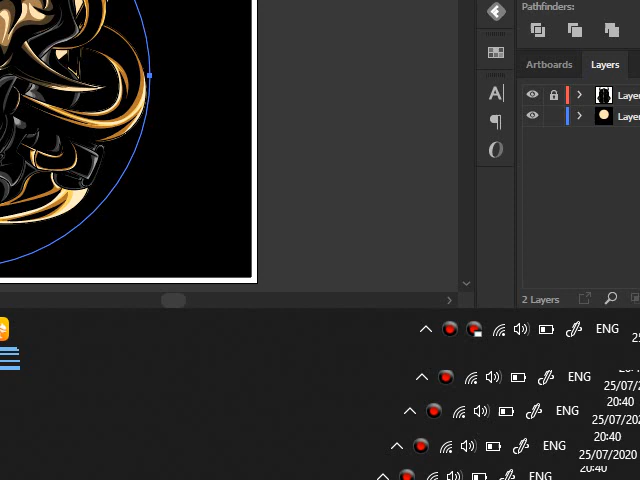 Pathfinders:
Artboards Layers
Laye
Laye
2 Layers
ENG
25
ENG
25/07/
20:40
ENG
25/07/202
20:40
ENG
25/07/2020
20:40
ENG